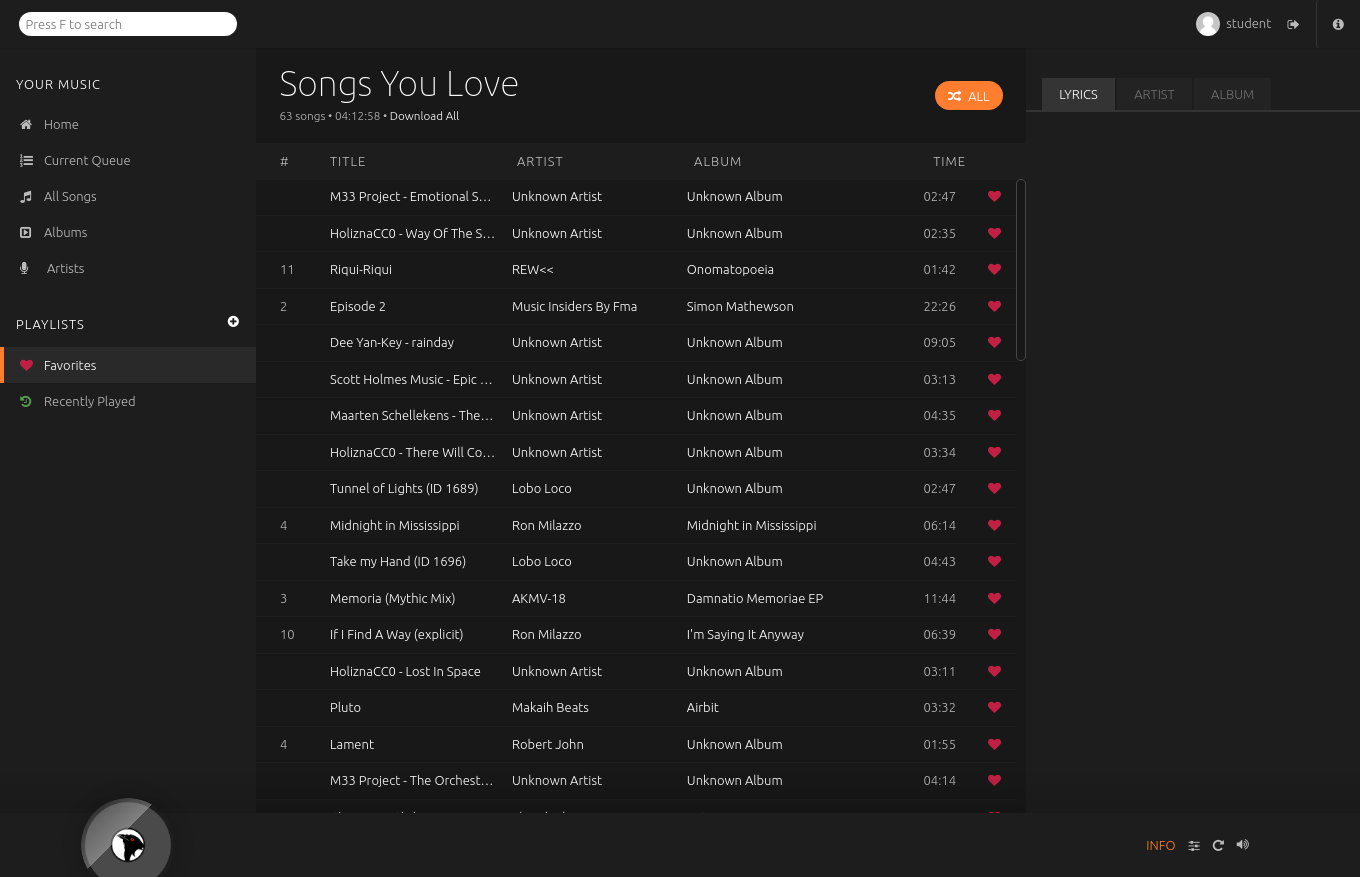 Press F to search
student
YOUR MUSIC
Home
Current Queue
All Songs
Albums
Artists
PLAYLISTS
Favorites
Recently Played
Songs You Love
63 songs • 04:12:58 • Download All
ALL
# TITLE ARTIST ALBUM TIME
M33 Project - Emotional S... Unknown Artist Unknown Album 02:47
HoliznaCC0 - Way Of The S... Unknown Artist Unknown Album 02:35
11 Riqui-Riqui REW<< Onomatopoeia 01:42
2 Episode 2 Music Insiders By Fma Simon Mathewson 22:26
Dee Yan-Key - rainday Unknown Artist Unknown Album 09:05
Scott Holmes Music - Epic ... Unknown Artist Unknown Album 03:13
Maarten Schellekens - The... Unknown Artist Unknown Album 04:35
HoliznaCC0 - There Will Co... Unknown Artist Unknown Album 03:34
Tunnel of Lights (ID 1689) Lobo Loco Unknown Album 02:47
4 Midnight in Mississippi Ron Milazzo Midnight in Mississippi 06:14
Take my Hand (ID 1696) Lobo Loco Unknown Album 04:43
3 Memoria (Mythic Mix) AKMV-18 Damnatio Memoriae EP 11:44
10 If I Find A Way (explicit) Ron Milazzo I'm Saying It Anyway 06:39
HoliznaCC0 - Lost In Space Unknown Artist Unknown Album 03:11
Pluto Makaih Beats Airbit 03:32
4 Lament Robert John Unknown Album 01:55
M33 Project - The Orchest... Unknown Artist Unknown Album 04:14
LYRICS ARTIST ALBUM
INFO